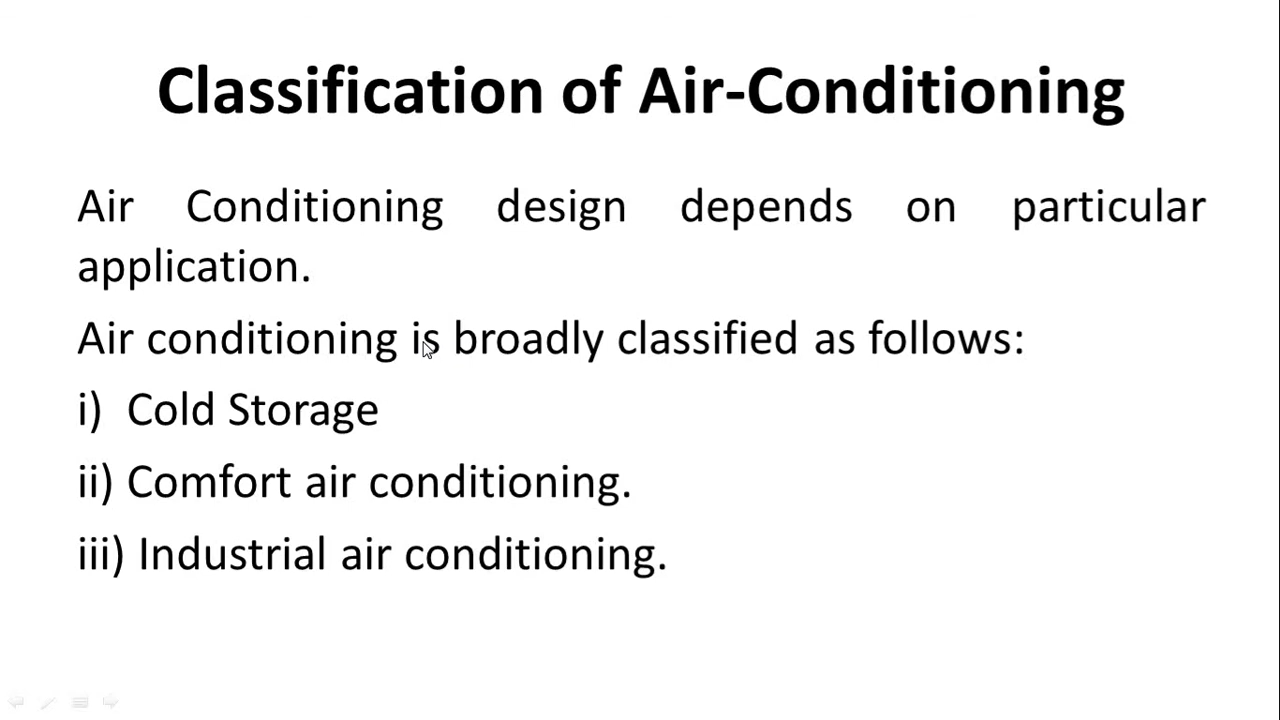 Classification of Air-Conditioning
Air Conditioning design depends on particular
application.
Air conditioning is broadly classified as follows:
i) Cold Storage
ii) Comfort air conditioning.
iii) Industrial air conditioning.